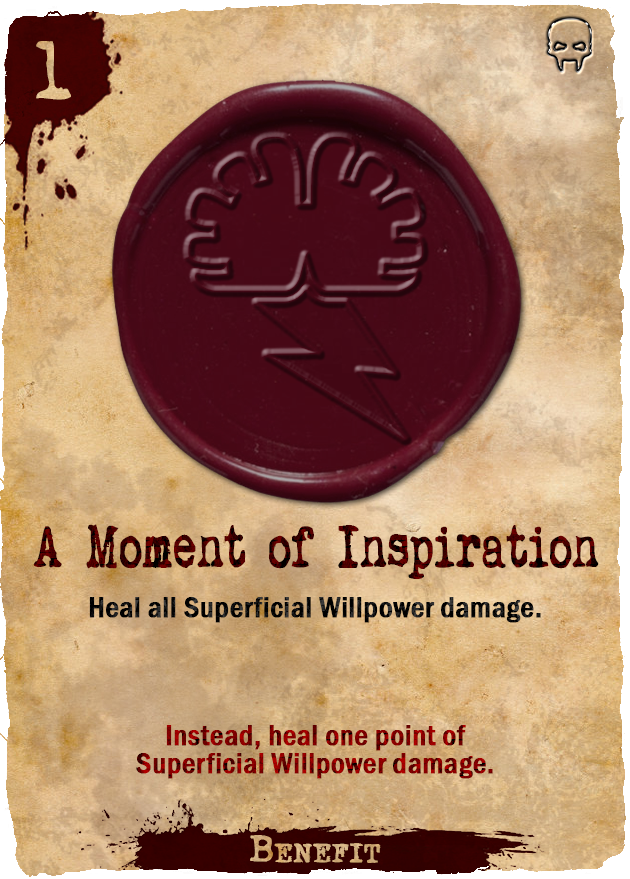 1
A Moment of Inspiration
Heal all Superficial Willpower damage.
Instead, heal one point of
Superficial Willpower damage.
BENEFIT